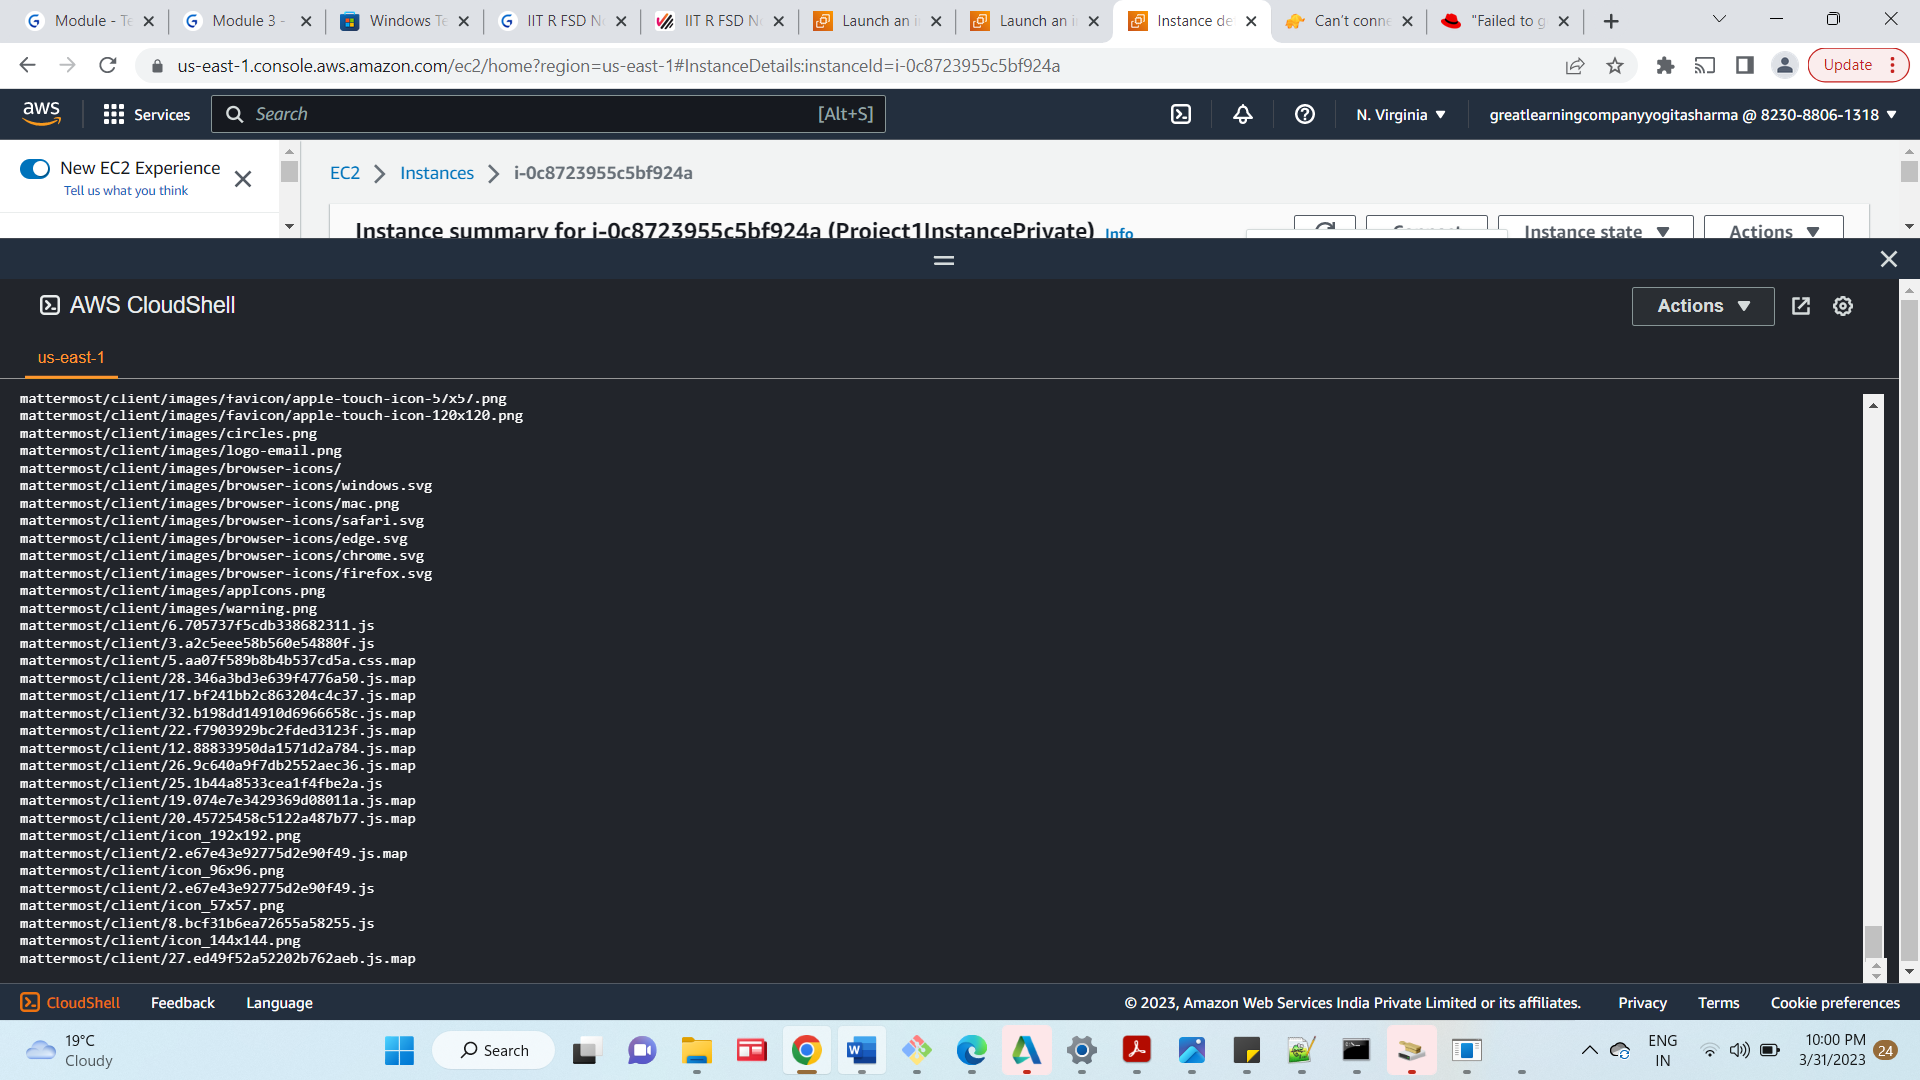 Module - Te
Module 3 -
Windows Te
IIT R FSD No
IIT R FSD No
Launch an i
Launch an i
Instance de
Can't conne
"Failed to g
us-east-1.console.aws.amazon.com/ec2/home?region=us-east-1#InstanceDetails:instanceId=i-0c8723955c5bf924a
Update
aws
Services
Search
[Alt+S]
N. Virginia
greatlearningcompanyyogitasharma @ 8230-8806-1318
New EC2 Experience
Tell us what you think
EC2 > Instances > i-0c8723955c5bf924a
Instance summary for i-0c8723955c5bf924a (Project1InstancePrivate) Info
Connect
Instance state
Actions
AWS CloudShell
Actions
us-east-1
mattermost/client/images/favicon/apple-touch-icon-57x57.png
mattermost/client/images/favicon/apple-touch-icon-120x120.png
mattermost/client/images/circles.png
mattermost/client/images/logo-email.png
mattermost/client/images/browser-icons/
mattermost/client/images/browser-icons/windows.svg
mattermost/client/images/browser-icons/mac.png
mattermost/client/images/browser-icons/safari.svg
mattermost/client/images/browser-icons/edge.svg
mattermost/client/images/browser-icons/chrome.svg
mattermost/client/images/browser-icons/firefox.svg
mattermost/client/images/appIcons.png
mattermost/client/images/warning.png
mattermost/client/6.705737f5cdb338682311.js
mattermost/client/3.a2c5eee58b560e54880f.js
mattermost/client/5.aa07f589b8b4b537cd5a.css.map
mattermost/client/28.346a3bd3e639f4776a50.js.map
mattermost/client/17.bf241bb2c863204c4c37.js.map
mattermost/client/32.b198dd14910d6966658c.js.map
mattermost/client/22.f7903929bc2fded3123f.js.map
mattermost/client/12.88833950da1571d2a784.js.map
mattermost/client/26.9c640a9f7db2552aec36.js.map
mattermost/client/25.1b44a8533cea1f4fbe2a.js
mattermost/client/19.074e7e3429369d08011a.js.map
mattermost/client/20.45725458c5122a487b77.js.map
mattermost/client/icon_192x192.png
mattermost/client/2.e67e43e92775d2e90f49.js.map
mattermost/client/icon_96x96.png
mattermost/client/2.e67e43e92775d2e90f49.js
mattermost/client/icon_57x57.png
mattermost/client/8.bcf31b6ea72655a58255.js
mattermost/client/icon_144x144.png
mattermost/client/27.ed49f52a52202b762aeb.js.map
CloudShell
Feedback
Language
© 2023, Amazon Web Services India Private Limited or its affiliates.
Privacy
Terms
Cookie preferences
19°C
Cloudy
Search
ENG
IN
10:00 PM
3/31/2023
24